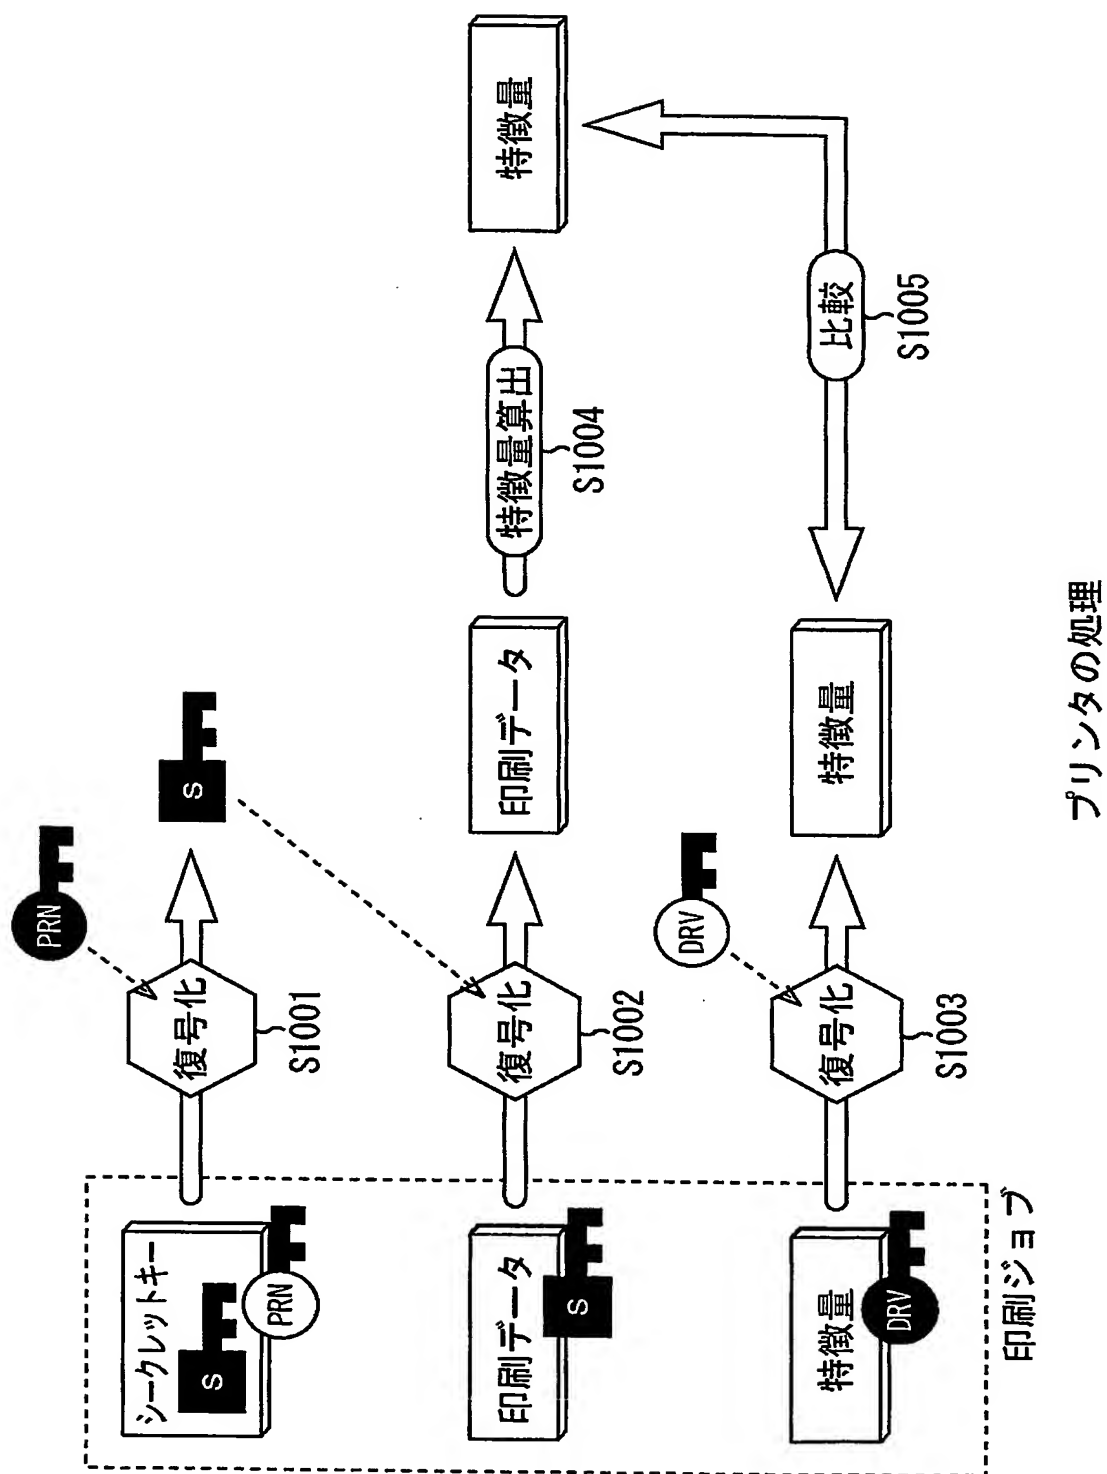 シークレットキー
S
PRN
復号化
S1001
PRN
S
印刷データ
S
復号化
S1002
印刷データ
特徴量算出
S1004
特徴量
特徴量
DRV
復号化
S1003
DRV
特徴量
比較
S1005
印刷ジョブ
プリンタの処理